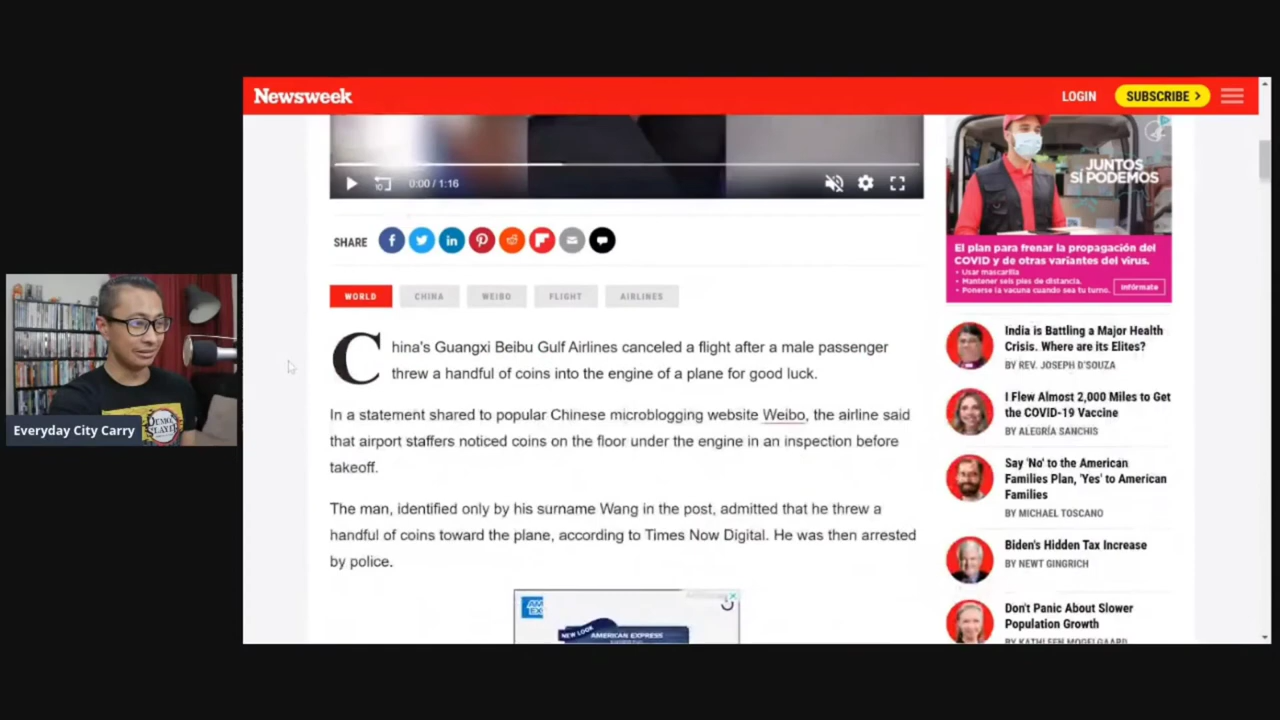 Newsweek
LOGIN
SUBSCRIBE >
10
0:00 / 1:16
SHARE
WORLD
CHINA
WEIBO
FLIGHT
AIRLINES
China's Guangxi Beibu Gulf Airlines canceled a flight after a male passenger
threw a handful of coins into the engine of a plane for good luck.
In a statement shared to popular Chinese microblogging website Weibo, the airline said
that airport staffers noticed coins on the floor under the engine in an inspection before
takeoff.
The man, identified only by his surname Wang in the post, admitted that he threw a
handful of coins toward the plane, according to Times Now Digital. He was then arrested
by police.
AM
EX
NEW LOOK
AMERICAN EXPRESS
JUNTOS
SÍ PODEMOS
El plan para frenar la propagación del
COVID y de otras variantes del virus.
• Usar mascarilla
• Mantener seis pies de distancia.
• Ponerse la vacuna cuando sea tu turno.
Infórmate
India is Battling a Major Health
Crisis. Where are its Elites?
BY REV. JOSEPH D'SOUZA
I Flew Almost 2,000 Miles to Get
the COVID-19 Vaccine
BY ALEGRÍA SANCHIS
Say 'No' to the American
Families Plan, 'Yes' to American
Families
BY MICHAEL TOSCANO
Biden's Hidden Tax Increase
BY NEWT GINGRICH
Don't Panic About Slower
Population Growth
BY KATHLEEN MOGELGAARD
Everyday City Carry